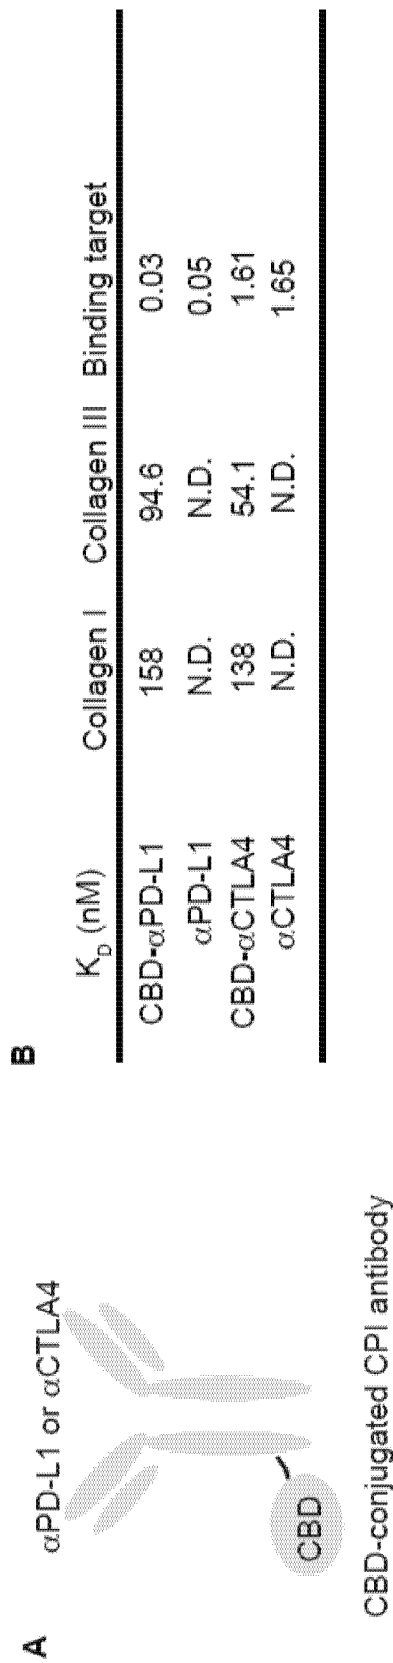 A
αPD-L1 or αCTLA4
CBD
CBD-conjugated CPI antibody
B
K_D (nM) Collagen I Collagen III Binding target
CBD-αPD-L1 158 94.6 0.03
αPD-L1 N.D. N.D. 0.05
CBD-αCTLA4 138 54.1 1.61
αCTLA4 N.D. N.D. 1.65